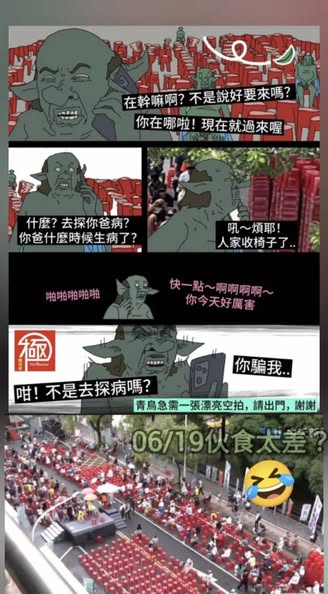 在幹嘛啊？不是說好要來嗎？
你在哪啦！現在就過來喔
什麼？去探你爸病？
你爸什麼時候生病了？
吼～煩耶！
人家收椅子了..
啪啪啪啪啪
快一點～啊啊啊啊～
你今天好厲害
極
咁！不是去探病嗎？
你騙我..
青鳥急需一張漂亮空拍，請出門，謝謝
06/19伙食太差？